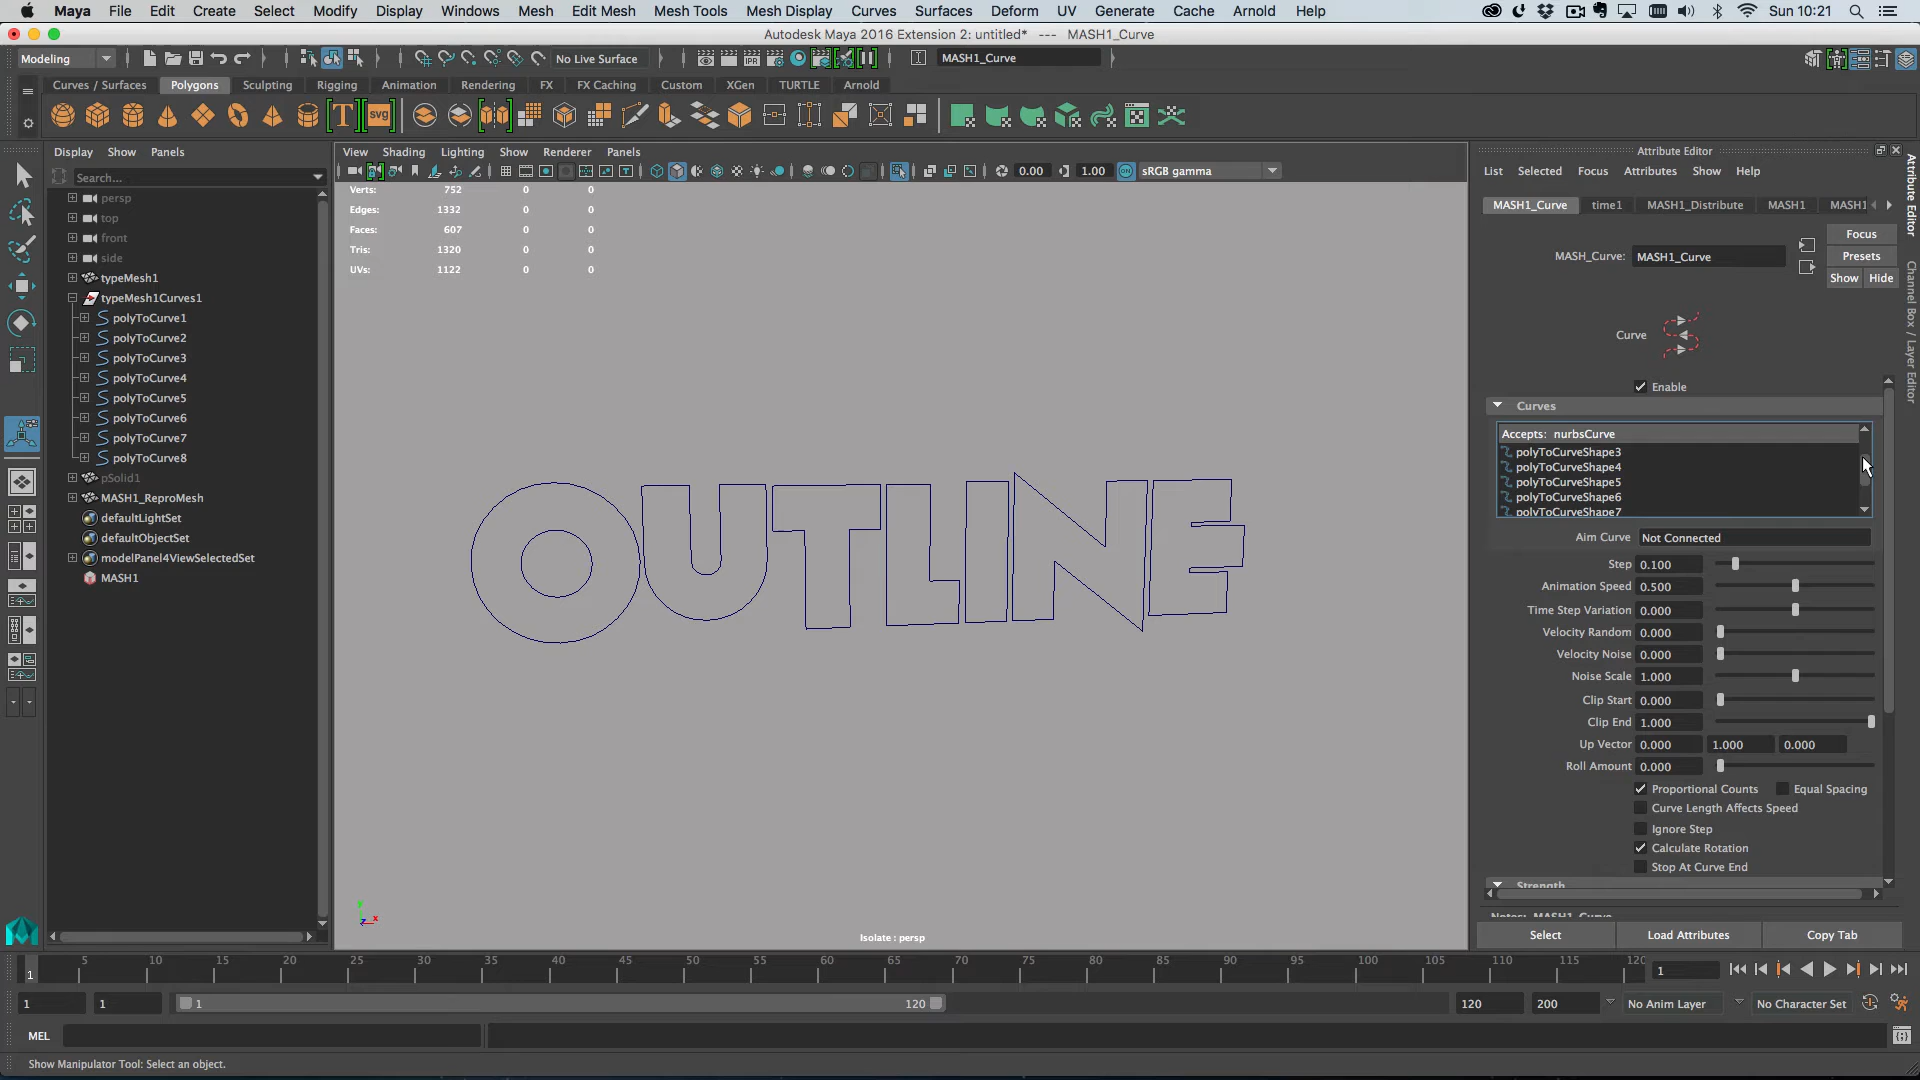 Maya File Edit Create Select Modify Display Windows Mesh Edit Mesh Mesh Tools Mesh Display Curves Surfaces Deform UV Generate Cache Arnold Help Sun 10:21
Autodesk Maya 2016 Extension 2: untitled* --- MASH1_Curve
Modeling No Live Surface IPR MASH1_Curve
Curves / Surfaces Polygons Sculpting Rigging Animation Rendering FX FX Caching Custum XGen TURTLE Arnold
T svg
Display Show Panels
Search...
persp
top
front
side
typeMesh1
typeMesh1Curves1
polyToCurve1
polyToCurve2
polyToCurve3
polyToCurve4
polyToCurve5
polyToCurve6
polyToCurve7
polyToCurve8
pSolid1
MASH1_ReproMesh
defaultLightSet
defaultObjectSet
modelPanel4ViewSelectedSet
MASH1
View Shading Lighting Show Renderer Panels
0.00 1.00 sRGB gamma
Verts: 752 0 0
Edges: 1332 0 0
Faces: 607 0 0
Tris: 1320 0 0
UVs: 1122 0 0
OUTLINE
y
z x
Isolate : persp
Attribute Editor
List Selected Focus Attributes Show Help
MASH1_Curve time1 MASH1_Distribute MASH1 MASH1
MASH_Curve: MASH1_Curve
Focus
Presets
Show Hide
Curve
Enable
Curves
Accepts: nurbsCurve
polyToCurveShape3
polyToCurveShape4
polyToCurveShape5
polyToCurveShape6
polyToCurveShape7
Aim Curve Not Connected
Step 0.100
Animation Speed 0.500
Time Step Variation 0.000
Velocity Random 0.000
Velocity Noise 0.000
Noise Scale 1.000
Clip Start 0.000
Clip End 1.000
Up Vector 0.000 1.000 0.000
Roll Amount 0.000
Proportional Counts Equal Spacing
Curve Length Affects Speed
Ignore Step
Calculate Rotation
Stop At Curve End
Strength
Notes: MASH1_Curve
Select Load Attributes Copy Tab
Attribute Editor
Channel Box / Layer Editor
1 5 10 15 20 25 30 35 40 45 50 55 60 65 70 75 80 85 90 95 100 105 110 115 120 1
1 1 1 120 120 200 No Anim Layer No Character Set
MEL
Show Manipulator Tool: Select an object.